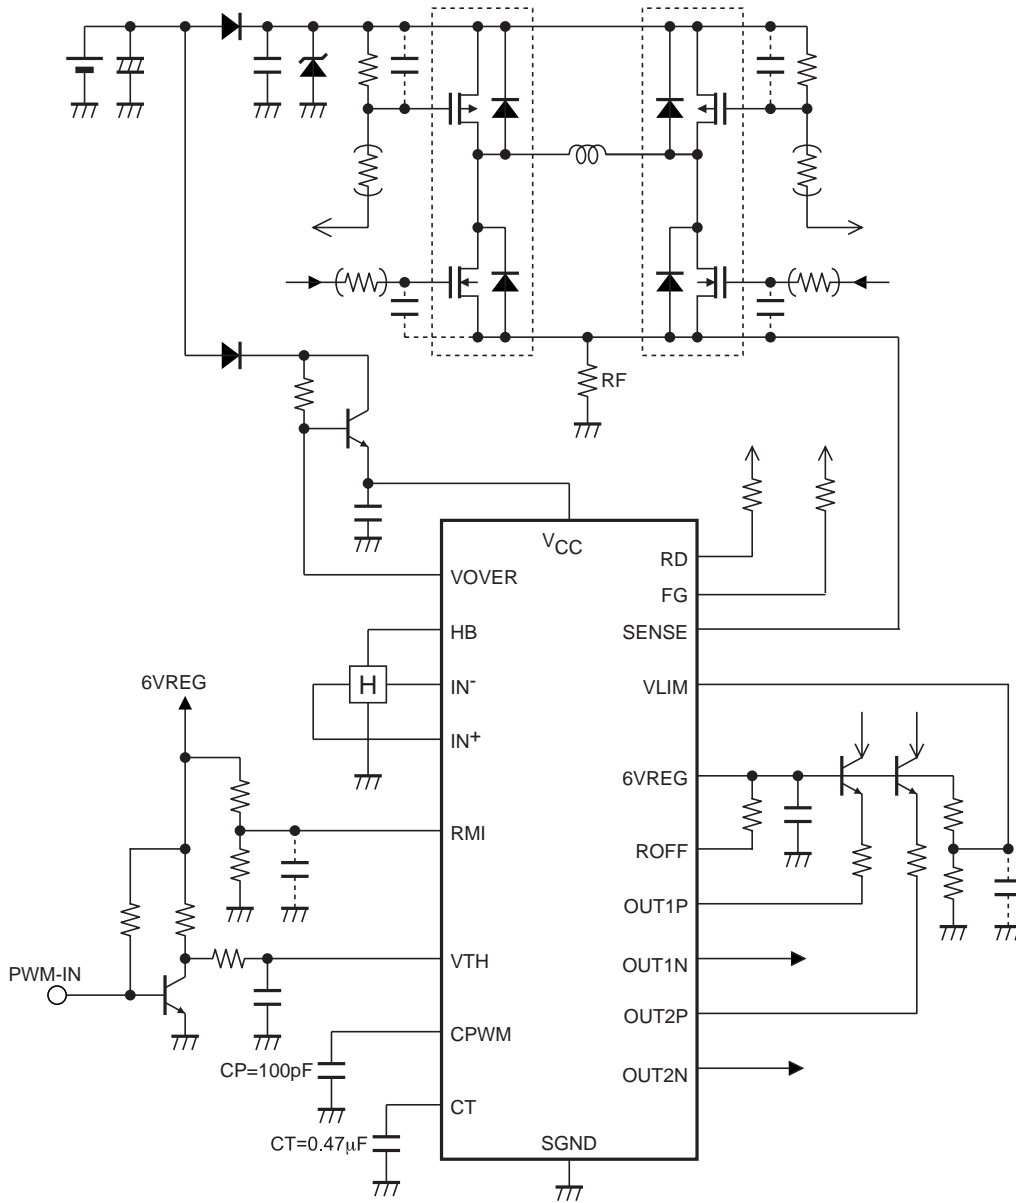 RF
VCC
RD
VOVER
FG
HB
SENSE
6VREG
H
IN-
VLIM
IN+
6VREG
RMI
ROFF
OUT1P
PWM-IN
VTH
OUT1N
OUT2P
CPWM
CP=100pF
OUT2N
CT
CT=0.47μF
SGND